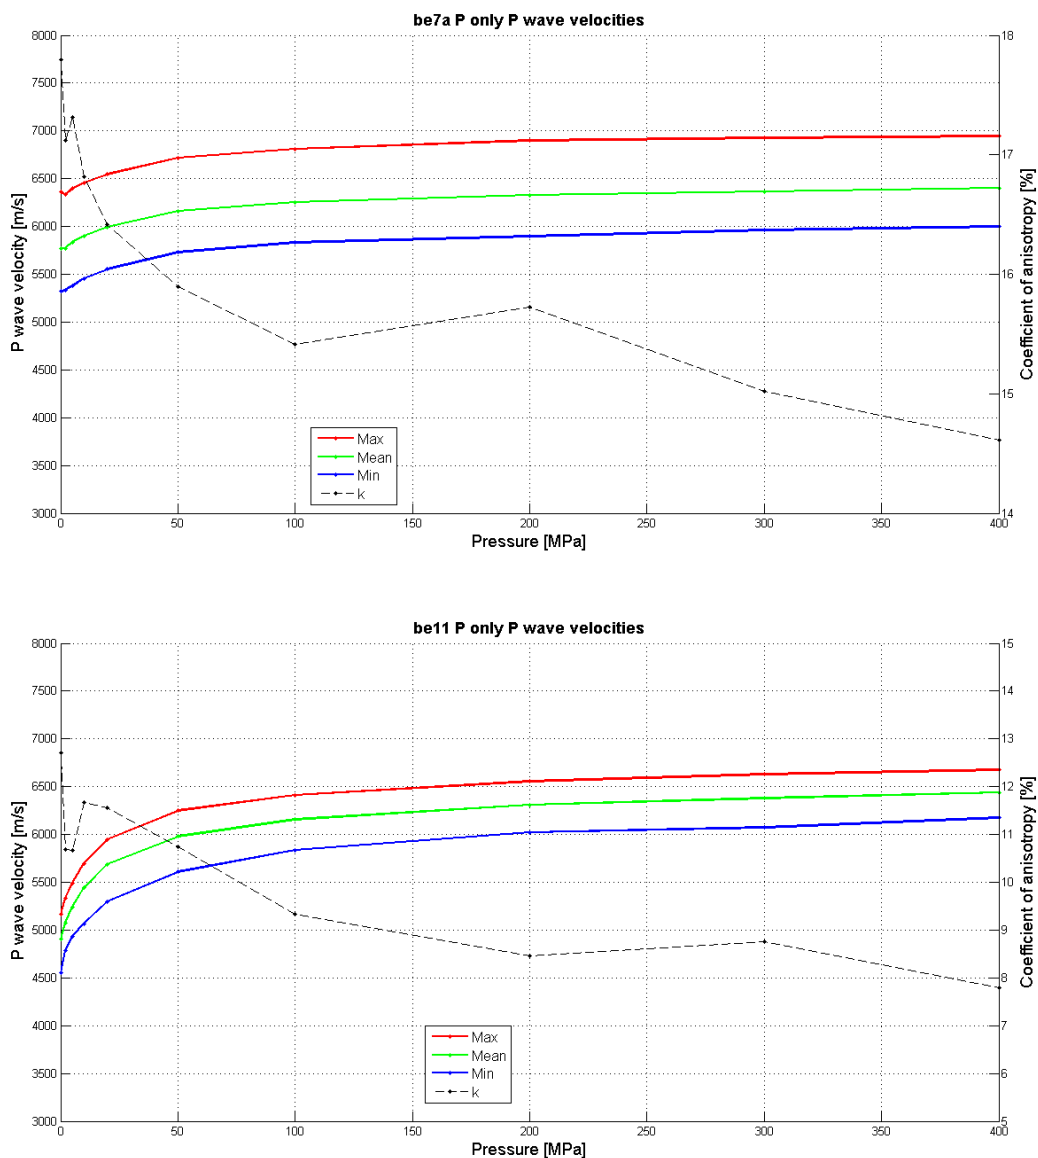 be7a P only P wave velocities
8000
7500
7000
6500
6000
5500
5000
4500
4000
3500
3000
P wave velocity [m/s]
18
17
16
15
14
Coefficient of anisotropy [%]
Max
Mean
Min
k
0 50 100 150 200 250 300 350 400
Pressure [MPa]
be11 P only P wave velocities
8000
7500
7000
6500
6000
5500
5000
4500
4000
3500
3000
P wave velocity [m/s]
15
14
13
12
11
10
9
8
7
6
5
Coefficient of anisotropy [%]
Max
Mean
Min
k
0 50 100 150 200 250 300 350 400
Pressure [MPa]